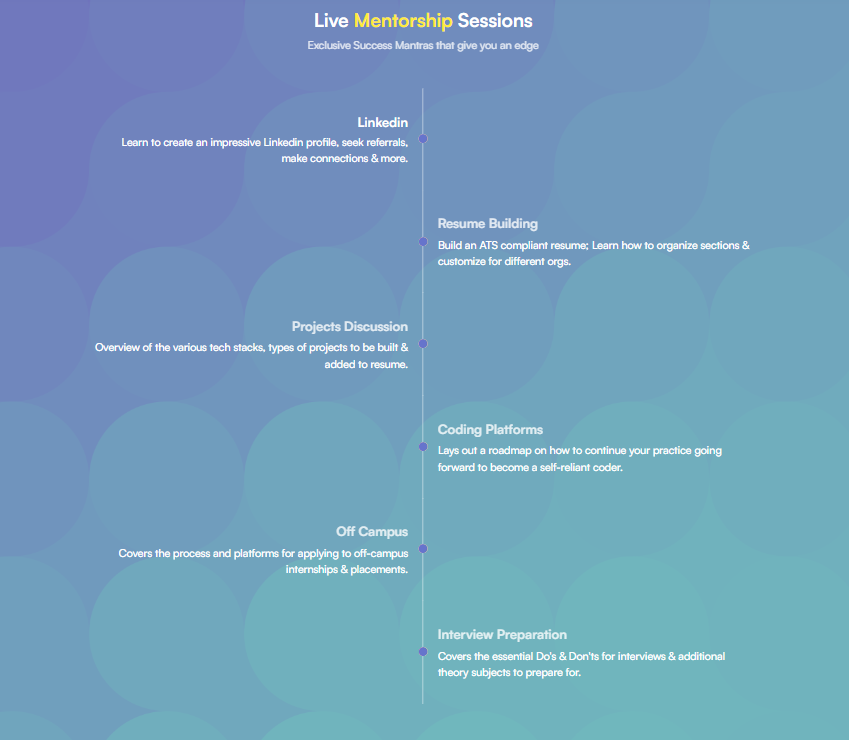 Live Mentorship Sessions
Exclusive Success Mantras that give you an edge
Linkedin
Learn to create an impressive Linkedin profile, seek referrals,
make connections & more.
Resume Building
Build an ATS compliant resume; Learn how to organize sections &
customize for different orgs.
Projects Discussion
Overview of the various tech stacks, types of projects to be built &
added to resume.
Coding Platforms
Lays out a roadmap on how to continue your practice going
forward to become a self-reliant coder.
Off Campus
Covers the process and platforms for applying to off-campus
internships & placements.
Interview Preparation
Covers the essential Do's & Don'ts for interviews & additional
theory subjects to prepare for.